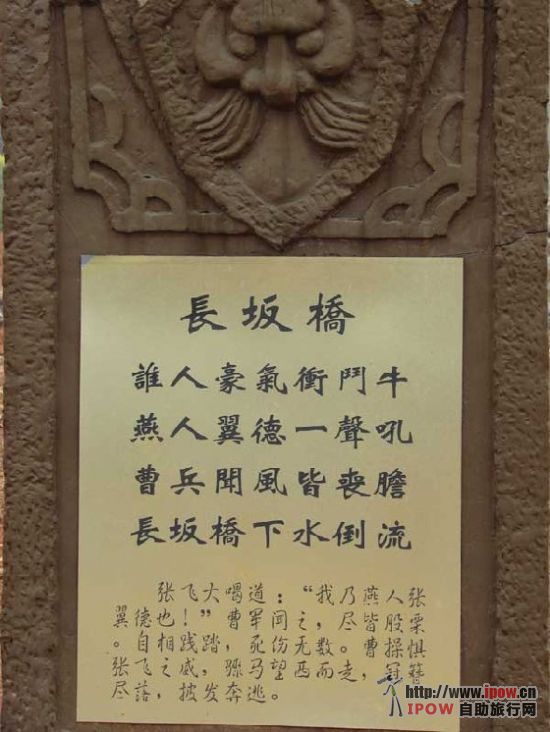 長坂橋
誰人豪氣衝鬥牛
燕人翼德一聲吼
曹兵聞風皆喪膽
長坂橋下水倒流
张飞大喝道：“我乃燕人张
翼德也！”曹军闻之，尽皆股栗
。自相践踏，死伤无数。曹操惧
张飞之威，骤马望西而走，冠簪
尽落，披发奔逃。
http://www.ipow.cn
IPOW 自助旅行网